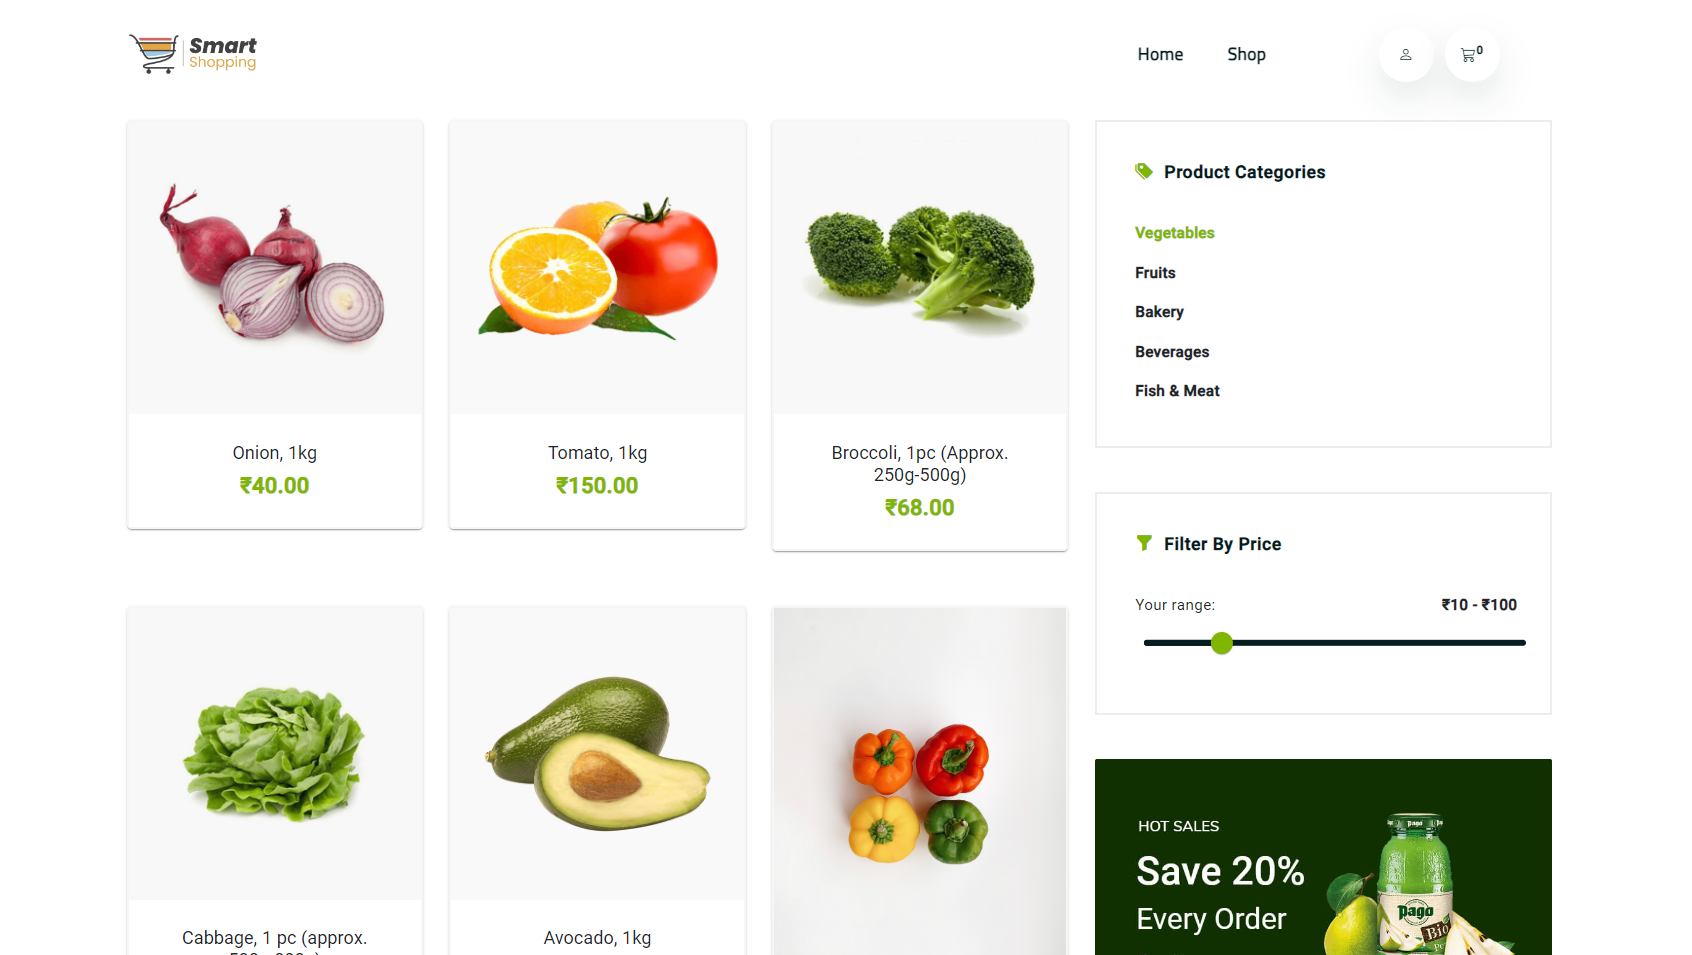 Smart
Shopping
Home
Shop
0
Onion, 1kg
₹40.00
Tomato, 1kg
₹150.00
Broccoli, 1pc (Approx.
250g-500g)
₹68.00
Cabbage, 1 pc (approx.
Avocado, 1kg
Product Categories
Vegetables
Fruits
Bakery
Beverages
Fish & Meat
Filter By Price
Your range:
₹10 - ₹100
HOT SALES
Save 20%
Every Order
pago
pago
Bio